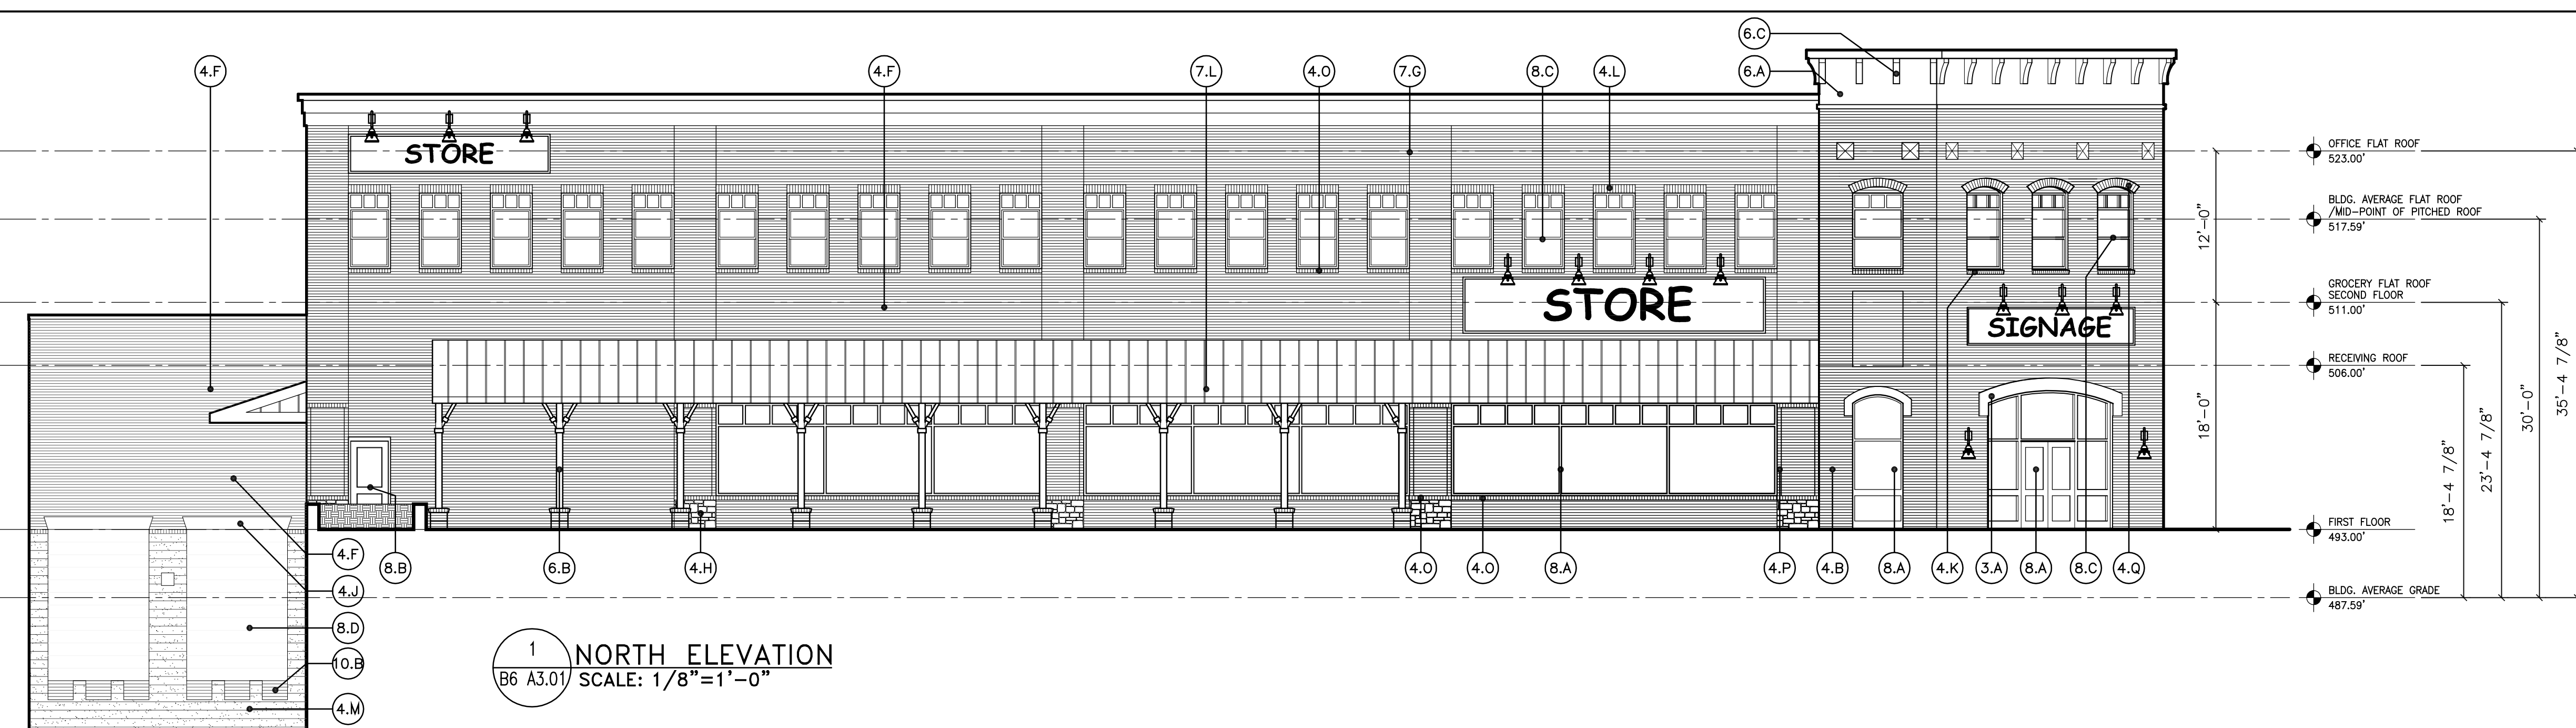 6.C
4.F
4.F
7.L
4.O
7.G
8.C
4.L
6.A
STORE
OFFICE FLAT ROOF
523.00'
BLDG. AVERAGE FLAT ROOF
/MID-POINT OF PITCHED ROOF
517.59'
12'-0"
STORE
SIGNAGE
GROCERY FLAT ROOF
SECOND FLOOR
511.00'
RECEIVING ROOF
506.00'
18'-0"
18'-4 7/8"
23'-4 7/8"
30'-0"
35'-4 7/8"
FIRST FLOOR
493.00'
4.F
8.B
6.B
4.H
4.O
4.O
8.A
4.P
4.B
8.A
4.K
3.A
8.A
8.C
4.Q
4.J
BLDG. AVERAGE GRADE
487.59'
8.D
10.B
4.M
1
NORTH ELEVATION
B6 A3.01
SCALE: 1/8"=1'-0"